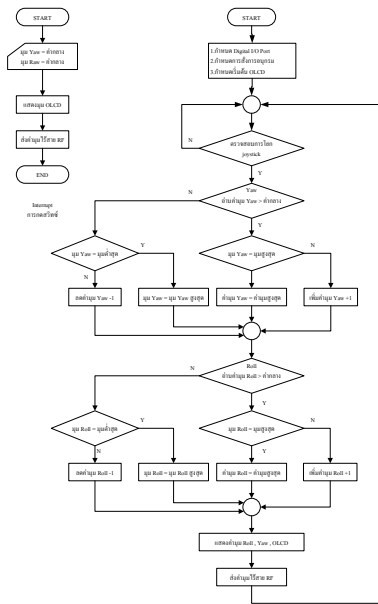 START
มุม Yaw = ค่ากลาง
มุม Raw = ค่ากลาง
แสดงมุม OLCD
ส่งค่ามุมไร้สาย RF
END
Interrupt
การกดสวิตช์
START
1.กำหนด Digital I/O Port
2.กำหนดการสื่อสารอนุกรม
3.กำหนดเริ่มต้น OLCD
ตรวจสอบการโยก
joystick
N
Y
Yaw
อ่านค่ามุม Yaw > ค่ากลาง
N
Y
มุม Yaw = มุมต่ำสุด
Y
N
มุม Yaw = มุมสูงสุด
N
Y
ลดค่ามุม Yaw -1
มุม Yaw = มุม Yaw สูงสุด
ค่ามุม Yaw = ค่ามุมสูงสุด
เพิ่มค่ามุม Yaw +1
Roll
อ่านค่ามุม Roll > ค่ากลาง
N
Y
มุม Roll = มุมต่ำสุด
Y
N
มุม Roll = มุมสูงสุด
N
Y
ลดค่ามุม Roll -1
มุม Roll = มุม Roll สูงสุด
ค่ามุม Roll = ค่ามุมสูงสุด
เพิ่มค่ามุม Roll +1
แสดงค่ามุม Roll , Yaw , OLCD
ส่งค่ามุมไร้สาย RF